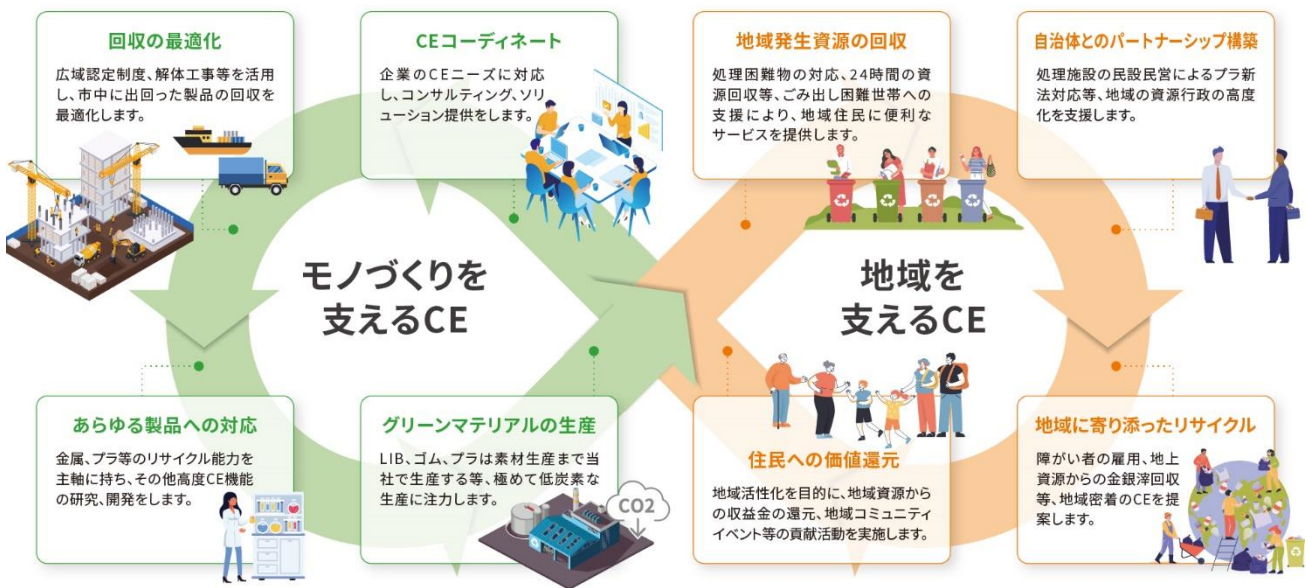 回収の最適化
広域認定制度、解体工事等を活用
し、市中に出回った製品の回収を
最適化します。
CEコーディネート
企業のCEニーズに対応
し、コンサルティング、ソリ
ューション提供をします。
地域発生資源の回収
処理困難物の対応、24時間の資
源回収等、ごみ出し困難世帯への
支援により、地域住民に便利な
サービスを提供します。
自治体とのパートナーシップ構築
処理施設の民設民営によるプラ新
法対応等、地域の資源行政の高度
化を支援します。
モノづくりを
支えるCE
地域を
支えるCE
あらゆる製品への対応
金属、プラ等のリサイクル能力を
主軸に持ち、その他高度CE機能
の研究、開発をします。
グリーンマテリアルの生産
LIB、ゴム、プラは素材生産まで当
社で生産する等、極めて低炭素な
生産に注力します。
CO2
住民への価値還元
地域活性化を目的に、地域資源から
の収益金の還元、地域コミュニティ
イベント等の貢献活動を実施します。
地域に寄り添ったリサイクル
障がい者の雇用、地上
資源からの金銀滓回収
等、地域密着のCEを提
案します。